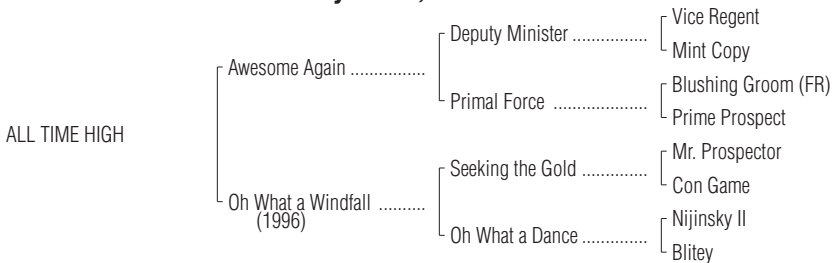 Vice Regent
Deputy Minister ................
Mint Copy
Awesome Again ................
Blushing Groom (FR)
Primal Force ....................
Prime Prospect
ALL TIME HIGH
Mr. Prospector
Seeking the Gold ..............
Con Game
Oh What a Windfall ..........
(1996)
Nijinsky II
Oh What a Dance ..............
Blitey